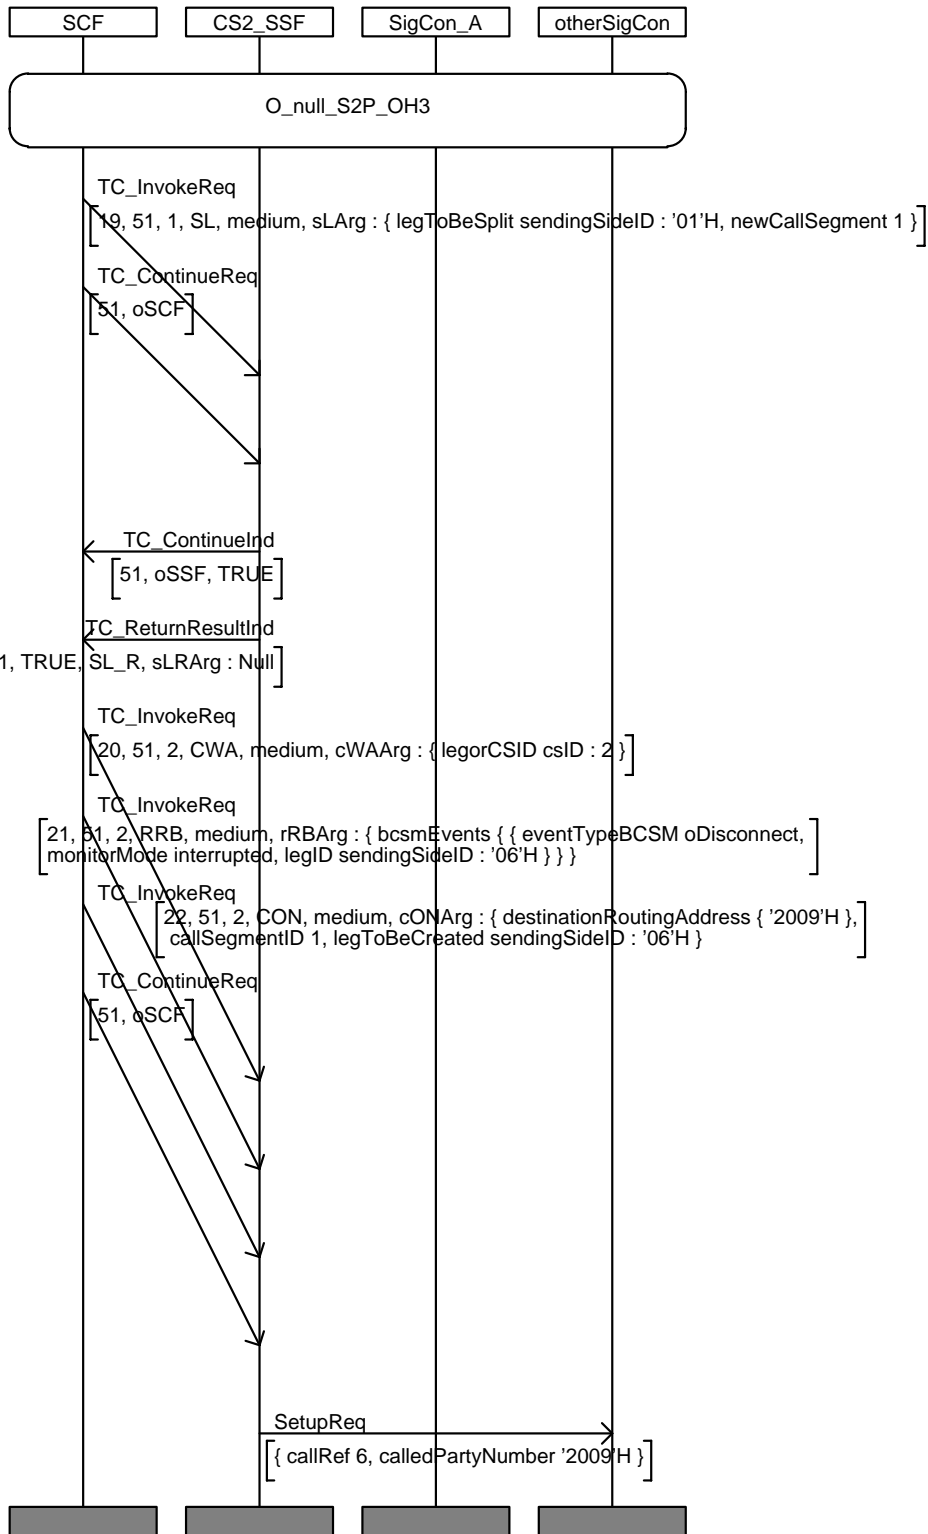 SCF CS2_SSF SigCon_A otherSigCon
O_null_S2P_OH3
TC_InvokeReq
19, 51, 1, SL, medium, sLArg : { legToBeSplit sendingSideID : '01'H, newCallSegment 1 }
TC_ContinueReq
51, oSCF
TC_ContinueInd
51, oSSF, TRUE
TC_ReturnResultInd
1, TRUE, SL_R, sLRArg : Null
TC_InvokeReq
20, 51, 2, CWA, medium, cWAArg : { legorCSID csID : 2 }
TC_InvokeReq
21, 51, 2, RRB, medium, rRBArg : { bcsmEvents { { eventTypeBCSM oDisconnect,
monitorMode interrupted, legID sendingSideID : '06'H } } }
TC_InvokeReq
22, 51, 2, CON, medium, cONArg : { destinationRoutingAddress { '2009'H },
callSegmentID 1, legToBeCreated sendingSideID : '06'H }
TC_ContinueReq
51, oSCF
SetupReq
{ callRef 6, calledPartyNumber '2009'H }